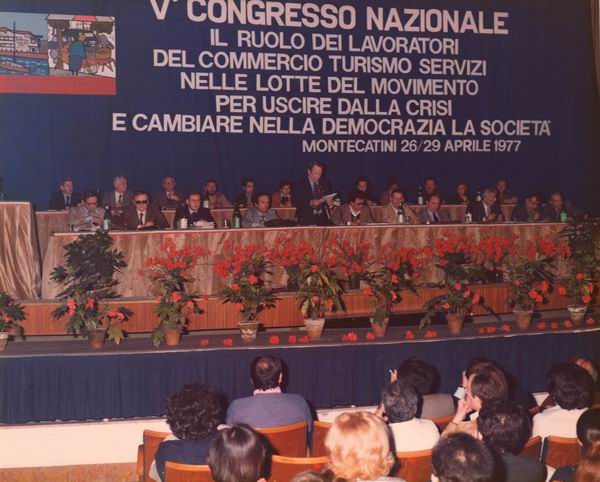 V° CONGRESSO NAZIONALE
IL RUOLO DEI LAVORATORI
DEL COMMERCIO TURISMO SERVIZI
NELLE LOTTE DEL MOVIMENTO
PER USCIRE DALLA CRISI
E CAMBIARE NELLA DEMOCRAZIA LA SOCIETÀ
MONTECATINI 26/29 APRILE 1977